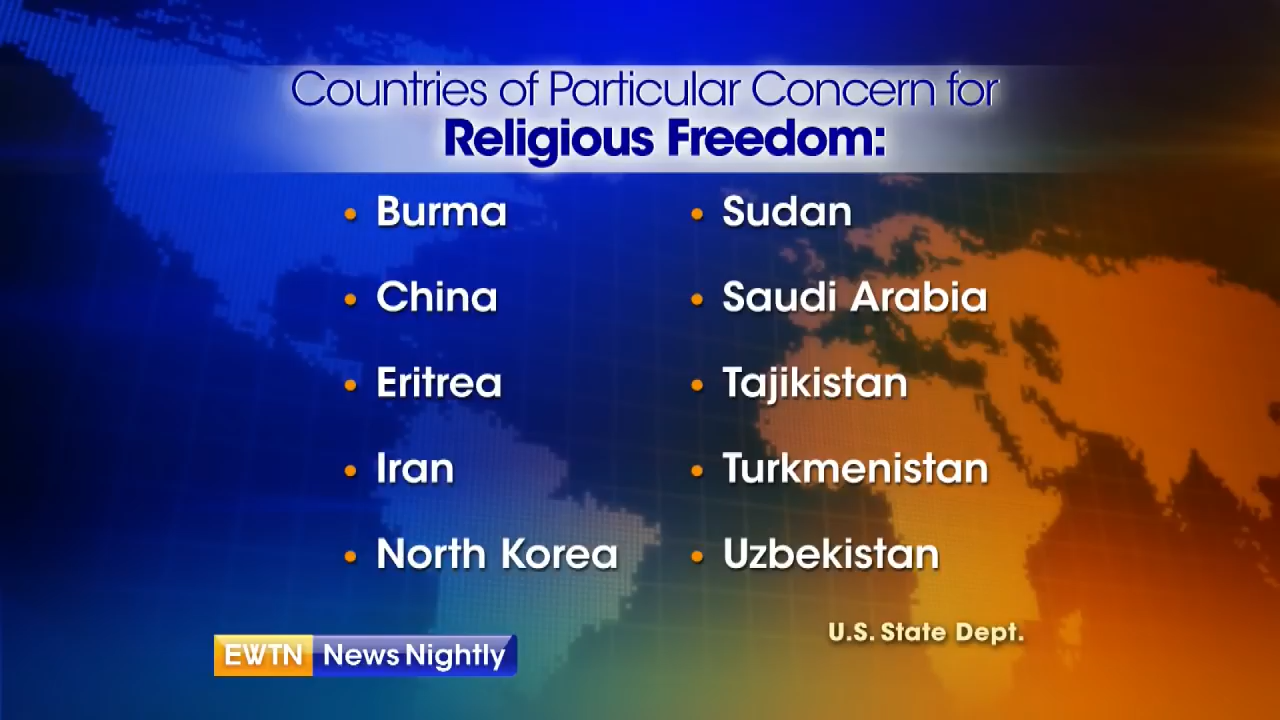 Countries of Particular Concern for
Religious Freedom:
• Burma
• China
• Eritrea
• Iran
• North Korea
• Sudan
• Saudi Arabia
• Tajikistan
• Turkmenistan
• Uzbekistan
U.S. State Dept.
EWTN News Nightly